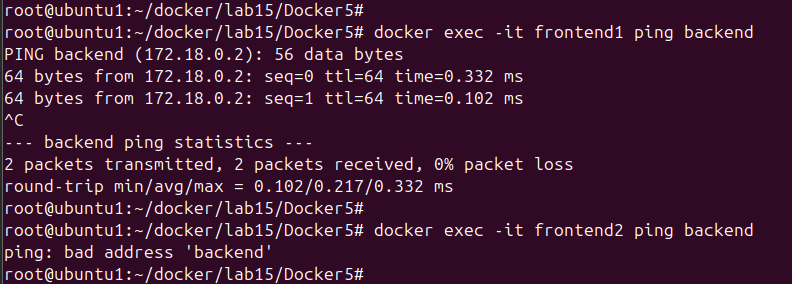 root@ubuntu1:~/docker/lab15/Docker5#
root@ubuntu1:~/docker/lab15/Docker5# docker exec -it frontend1 ping backend
PING backend (172.18.0.2): 56 data bytes
64 bytes from 172.18.0.2: seq=0 ttl=64 time=0.332 ms
64 bytes from 172.18.0.2: seq=1 ttl=64 time=0.102 ms
^C
--- backend ping statistics ---
2 packets transmitted, 2 packets received, 0% packet loss
round-trip min/avg/max = 0.102/0.217/0.332 ms
root@ubuntu1:~/docker/lab15/Docker5#
root@ubuntu1:~/docker/lab15/Docker5# docker exec -it frontend2 ping backend
ping: bad address 'backend'
root@ubuntu1:~/docker/lab15/Docker5#